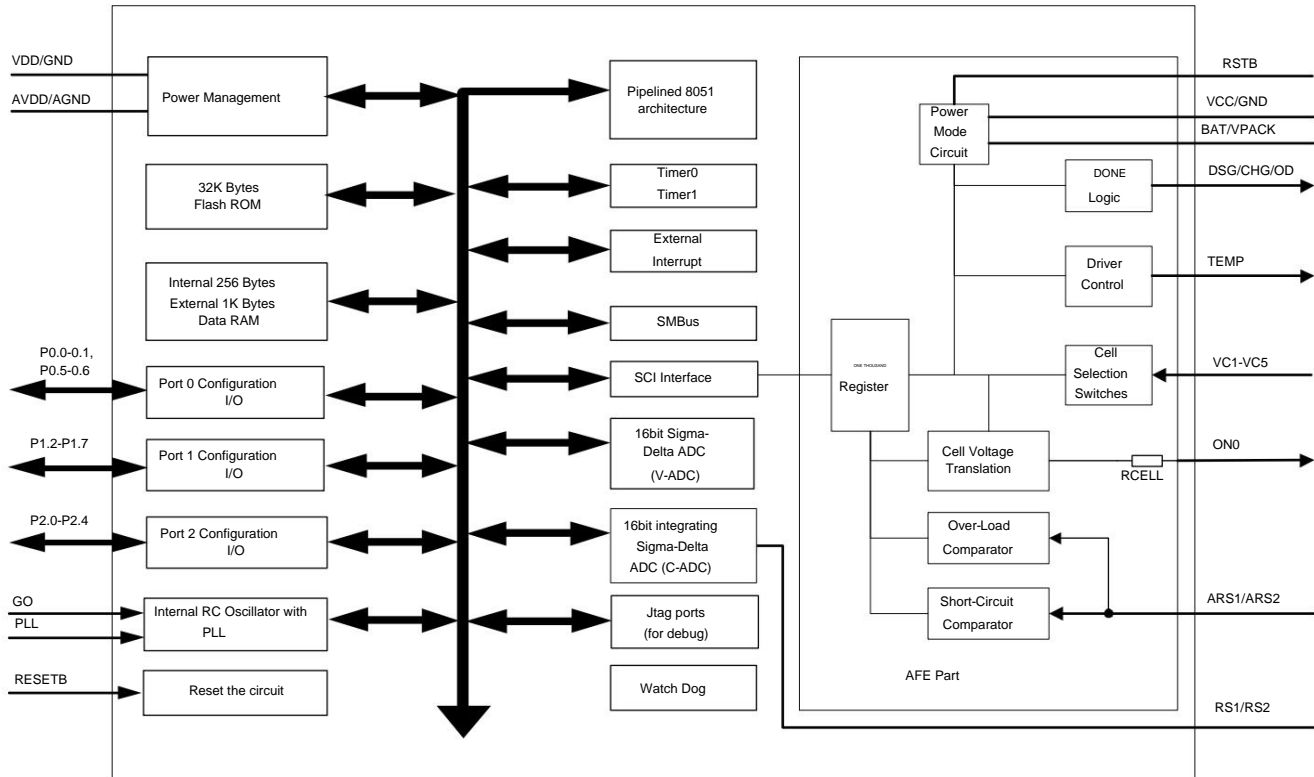 VDD/GND
AVDD/AGND
Power Management
32K Bytes
Flash ROM
Internal 256 Bytes
External 1K Bytes
Data RAM
P0.0-0.1,
P0.5-0.6
Port 0 Configuration
I/O
P1.2-P1.7
Port 1 Configuration
I/O
P2.0-P2.4
Port 2 Configuration
I/O
GO
PLL
Internal RC Oscillator with
PLL
RESETB
Reset the circuit
Pipelined 8051
architecture
Timer0
Timer1
External
Interrupt
SMBus
SCI Interface
16bit Sigma-
Delta ADC
(V-ADC)
16bit integrating
Sigma-Delta
ADC (C-ADC)
Jtag ports
(for debug)
Watch Dog
ONE THOUSAND
Register
Power
Mode
Circuit
DONE
Logic
Driver
Control
Cell
Selection
Switches
Cell Voltage
Translation
RCELL
Over-Load
Comparator
Short-Circuit
Comparator
AFE Part
RSTB
VCC/GND
BAT/VPACK
DSG/CHG/OD
TEMP
VC1-VC5
ON0
ARS1/ARS2
RS1/RS2